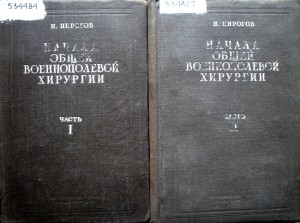 534484
Н. ПИРОГОВ
НАЧАЛА
ОБЩЕЙ
ВОЕННОПОЛЕВОЙ
ХИРУРГИИ
ЧАСТЬ
I
Н. ПИРОГОВ
НАЧАЛА
ОБЩЕЙ
ВОЕННОПОЛЕВОЙ
ХИРУРГИИ